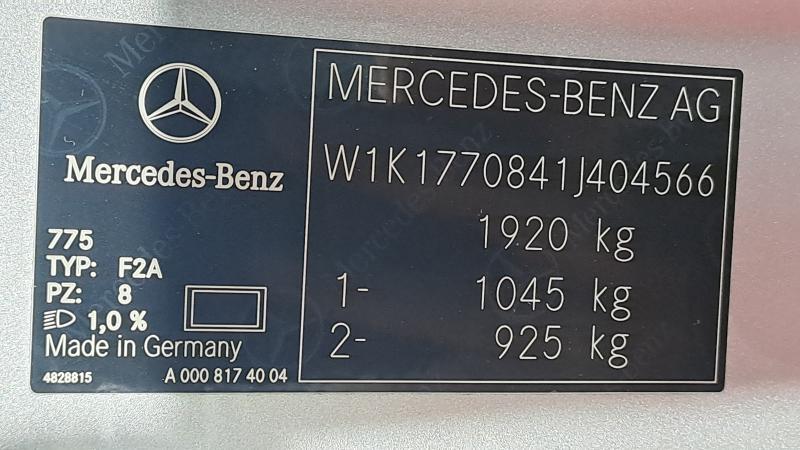 Mercedes-Benz
775
TYP: F2A
PZ: 8
1,0 %
Made in Germany
4828815 A 000 817 40 04
MERCEDES-BENZ AG
W1K1770841J404566
1920 kg
1- 1045 kg
2- 925 kg